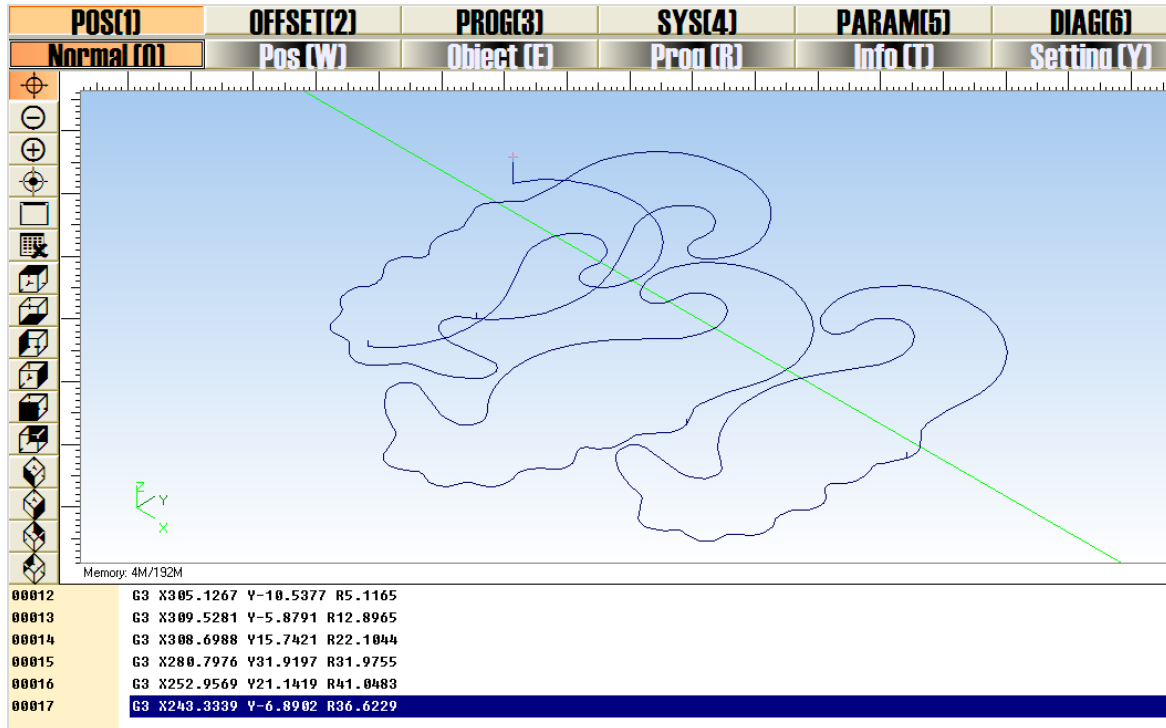 POS(1) OFFSET(2) PROG(3) SYS(4) PARAM(5) DIAG(6)
Normal (Q) Pos (W) Object (E) Prog (R) Info (T) Setting (Y)
Z
Y
X
Memory: 4M/192M
00012 G3 X305.1267 Y-10.5377 R5.1165
00013 G3 X309.5281 Y-5.8791 R12.8965
00014 G3 X308.6988 Y15.7421 R22.1044
00015 G3 X280.7976 Y31.9197 R31.9755
00016 G3 X252.9569 Y21.1419 R41.0483
00017 G3 X243.3339 Y-6.8902 R36.6229